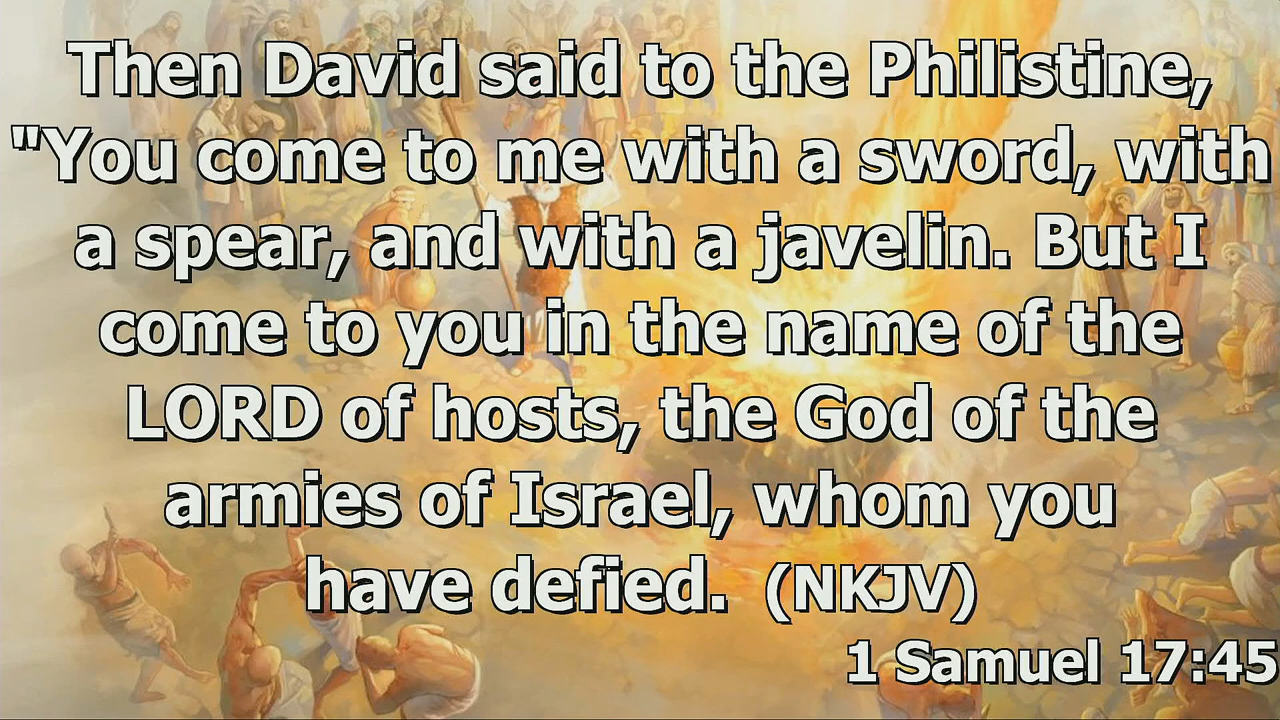 Then David said to the Philistine,
"You come to me with a sword, with
a spear, and with a javelin. But I
come to you in the name of the
LORD of hosts, the God of the
armies of Israel, whom you
have defied. (NKJV)
1 Samuel 17:45